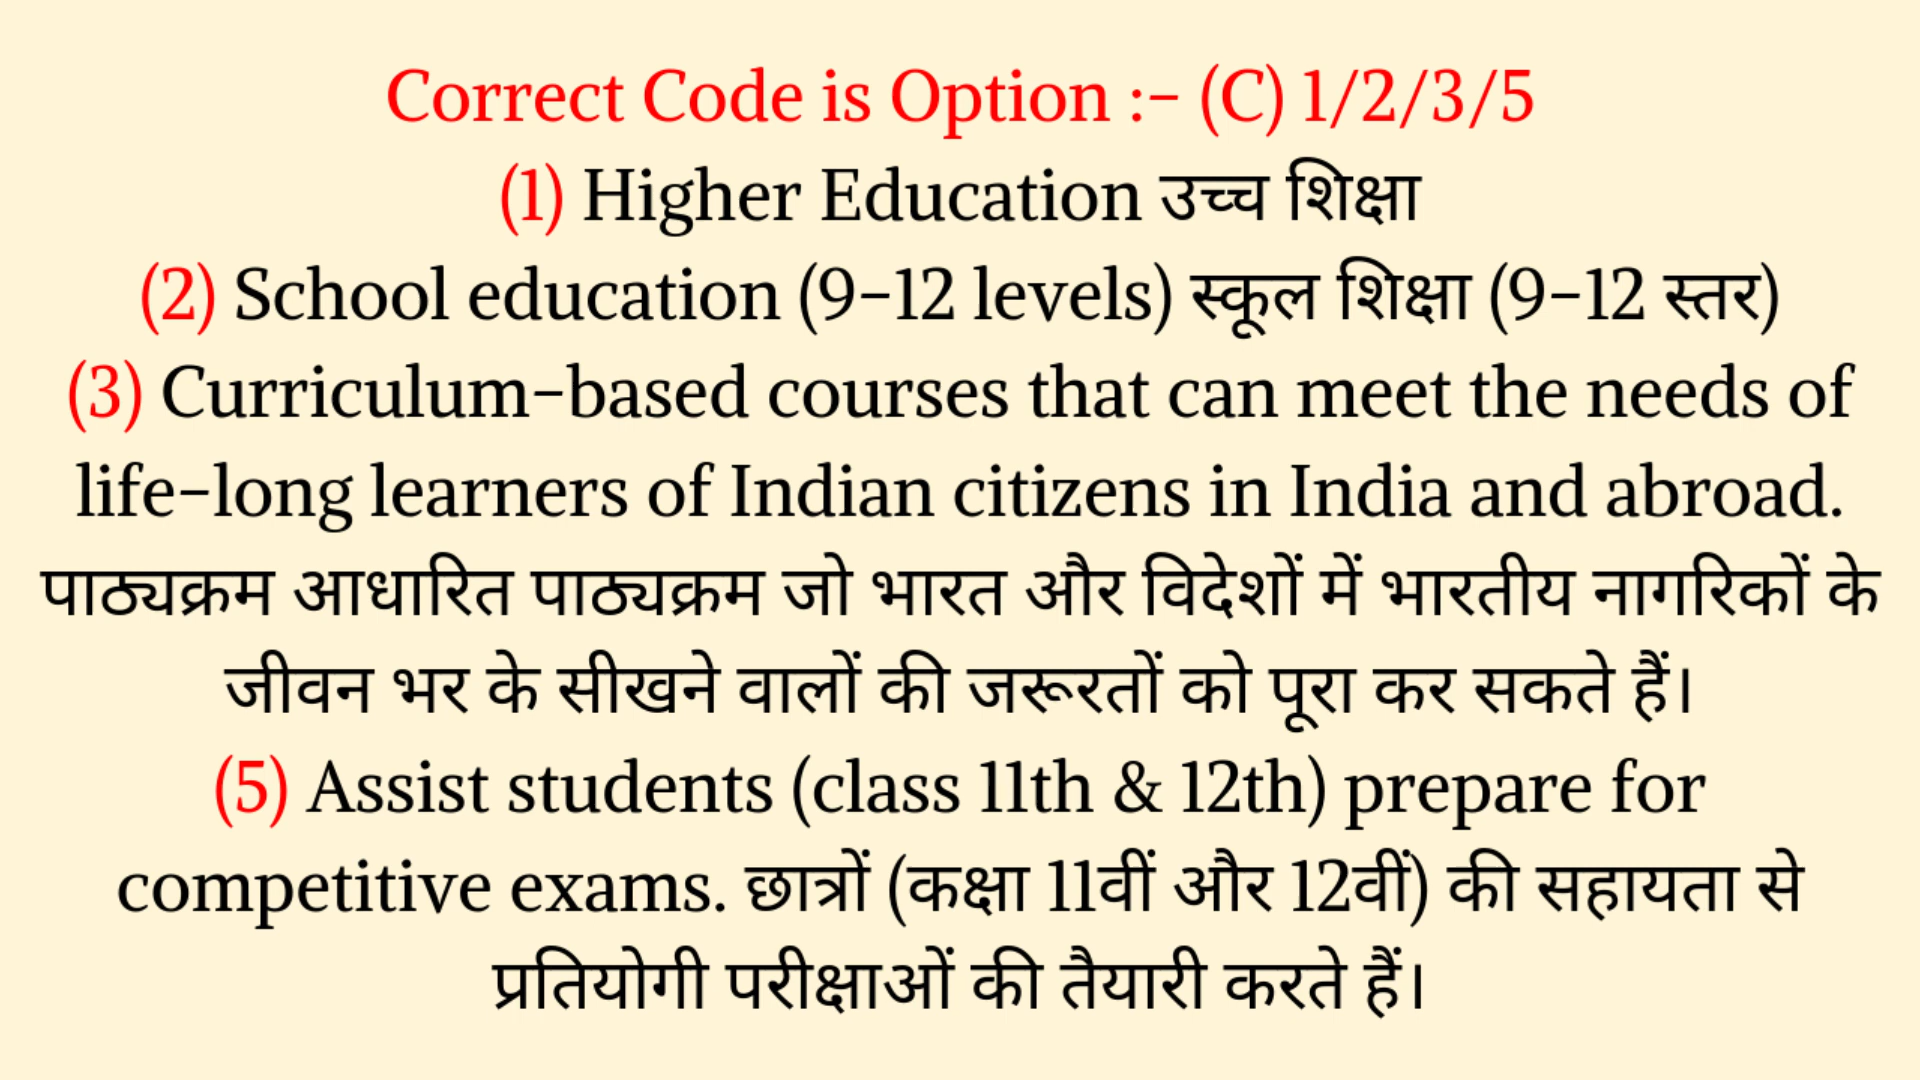 Correct Code is Option :- (C) 1/2/3/5
(1) Higher Education उच्च शिक्षा
(2) School education (9-12 levels) स्कूल शिक्षा (9-12 स्तर)
(3) Curriculum-based courses that can meet the needs of
life-long learners of Indian citizens in India and abroad.
पाठ्यक्रम आधारित पाठ्यक्रम जो भारत और विदेशों में भारतीय नागरिकों के
जीवन भर के सीखने वालों की जरूरतों को पूरा कर सकते हैं।
(5) Assist students (class 11th & 12th) prepare for
competitive exams. छात्रों (कक्षा 11वीं और 12वीं) की सहायता से
प्रतियोगी परीक्षाओं की तैयारी करते हैं।